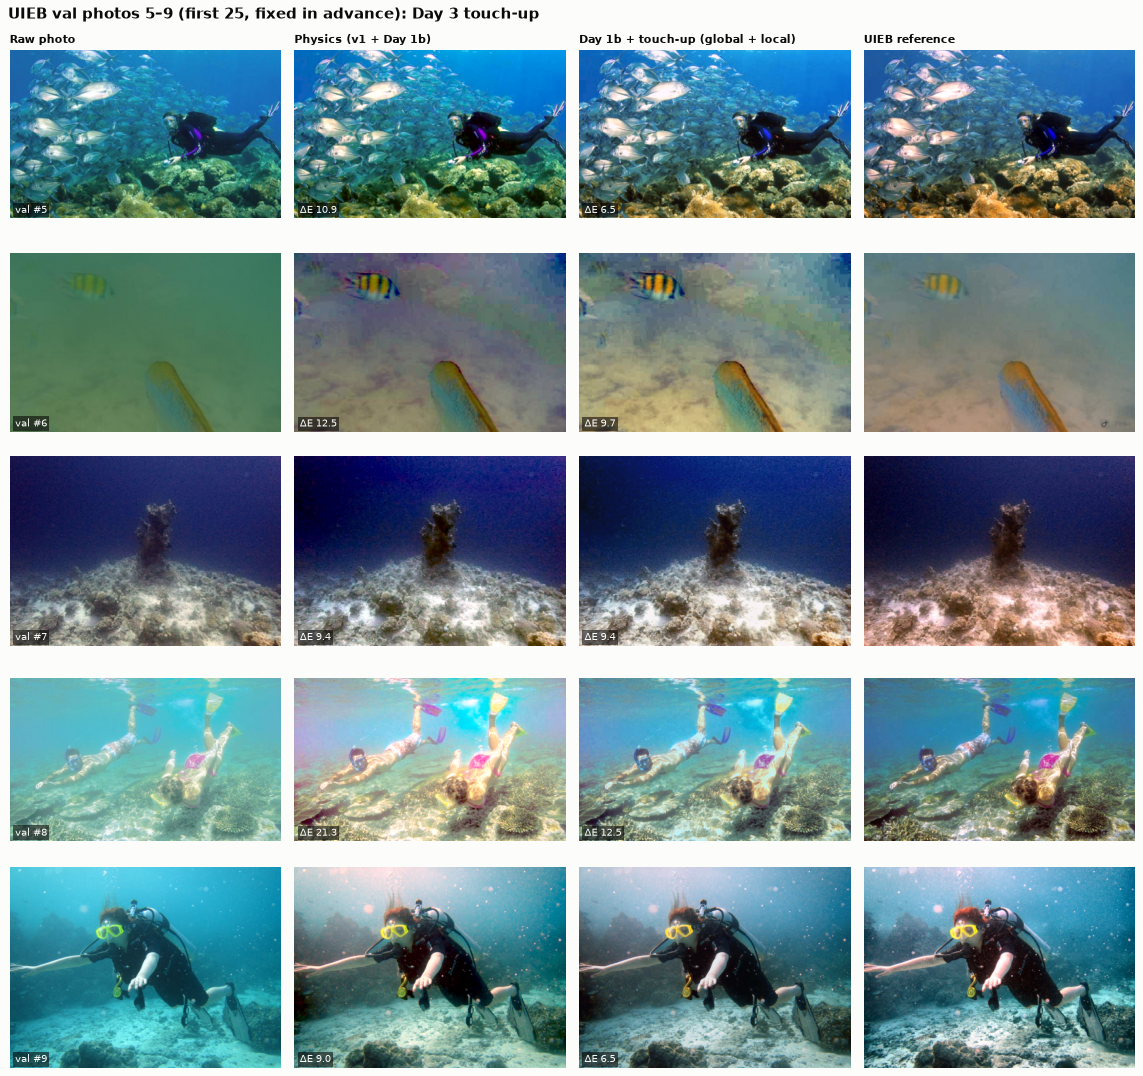 UIEB val photos 5–9 (first 25, fixed in advance): Day 3 touch-up
Raw photo
Physics (v1 + Day 1b)
Day 1b + touch-up (global + local)
UIEB reference
val #5
ΔE 10.9
ΔE 6.5
val #6
ΔE 12.5
ΔE 9.7
val #7
ΔE 9.4
ΔE 9.4
val #8
ΔE 21.3
ΔE 12.5
val #9
ΔE 9.0
ΔE 6.5